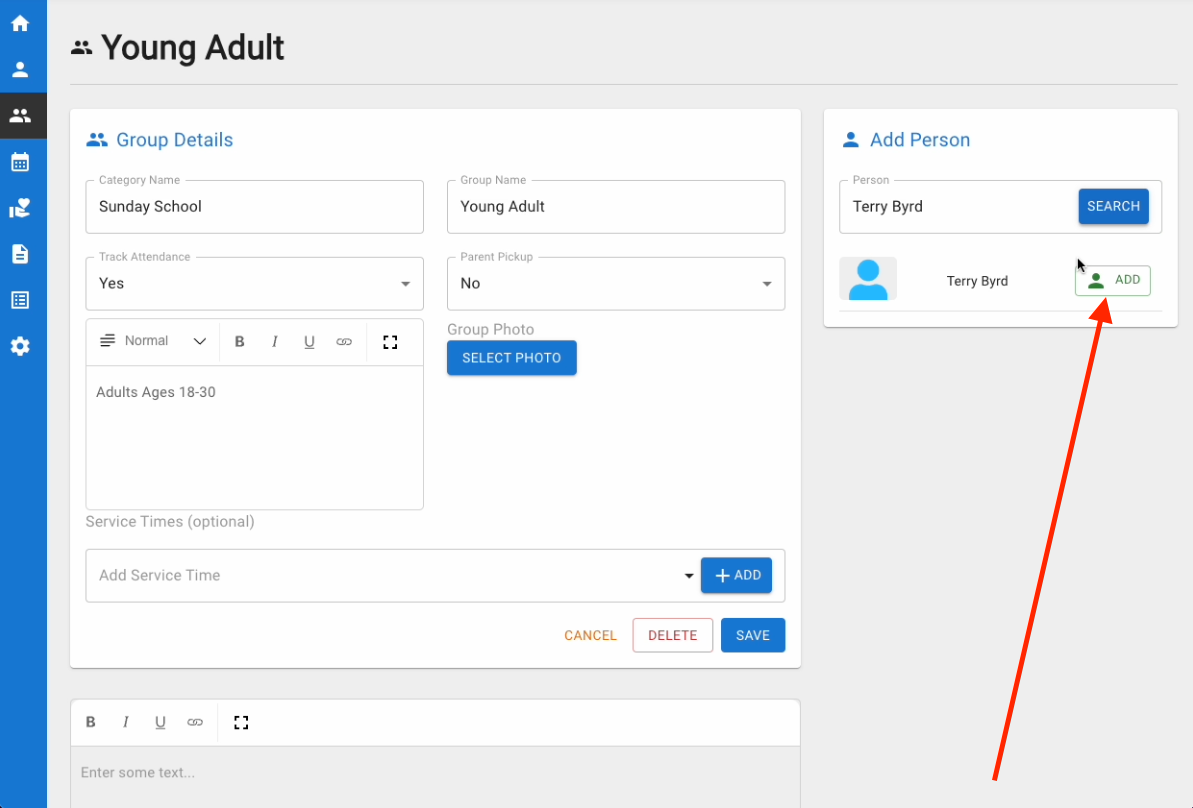 Young Adult
Group Details
Category Name
Sunday School
Group Name
Young Adult
Track Attendance
Yes
Parent Pickup
No
Normal
B I U
Adults Ages 18-30
Group Photo
SELECT PHOTO
Service Times (optional)
Add Service Time
ADD
CANCEL DELETE SAVE
B I U
Enter some text...
Add Person
Person
Terry Byrd
SEARCH
Terry Byrd
ADD